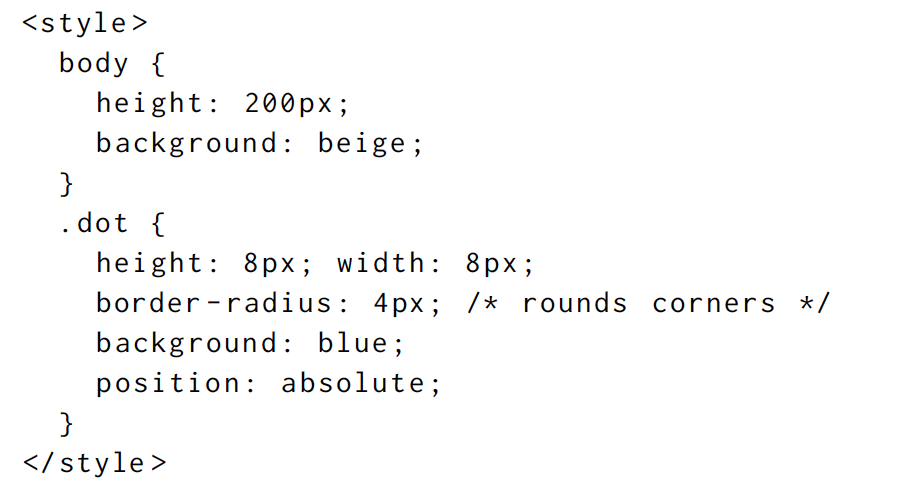 <style>
  body {
    height: 200px;
    background: beige;
  }
  .dot {
    height: 8px; width: 8px;
    border-radius: 4px; /* rounds corners */
    background: blue;
    position: absolute;
  }
</style>